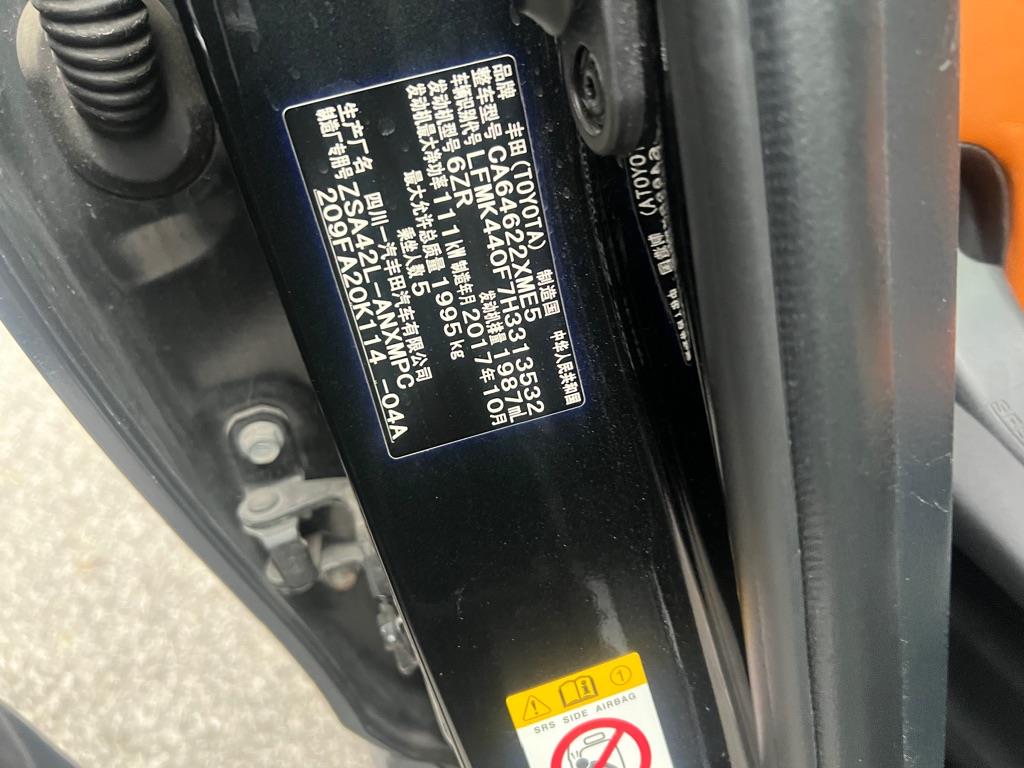 品牌 丰田 (TOYOTA) 制造国 中华人民共和国
整车型号 CA64622XME5
车辆识别代号 LFMK440F7H3313532
发动机型号 6ZR 发动机排量 1987mL
发动机最大净功率 111kW 制造年月 2017年10月
最大允许总质量 1995kg
乘坐人数 5
生产厂名 四川一汽丰田汽车有限公司
制造厂专用号 ZSA42L-ANXMPC
209FA20K114 -04A
SRS SIDE AIRBAG